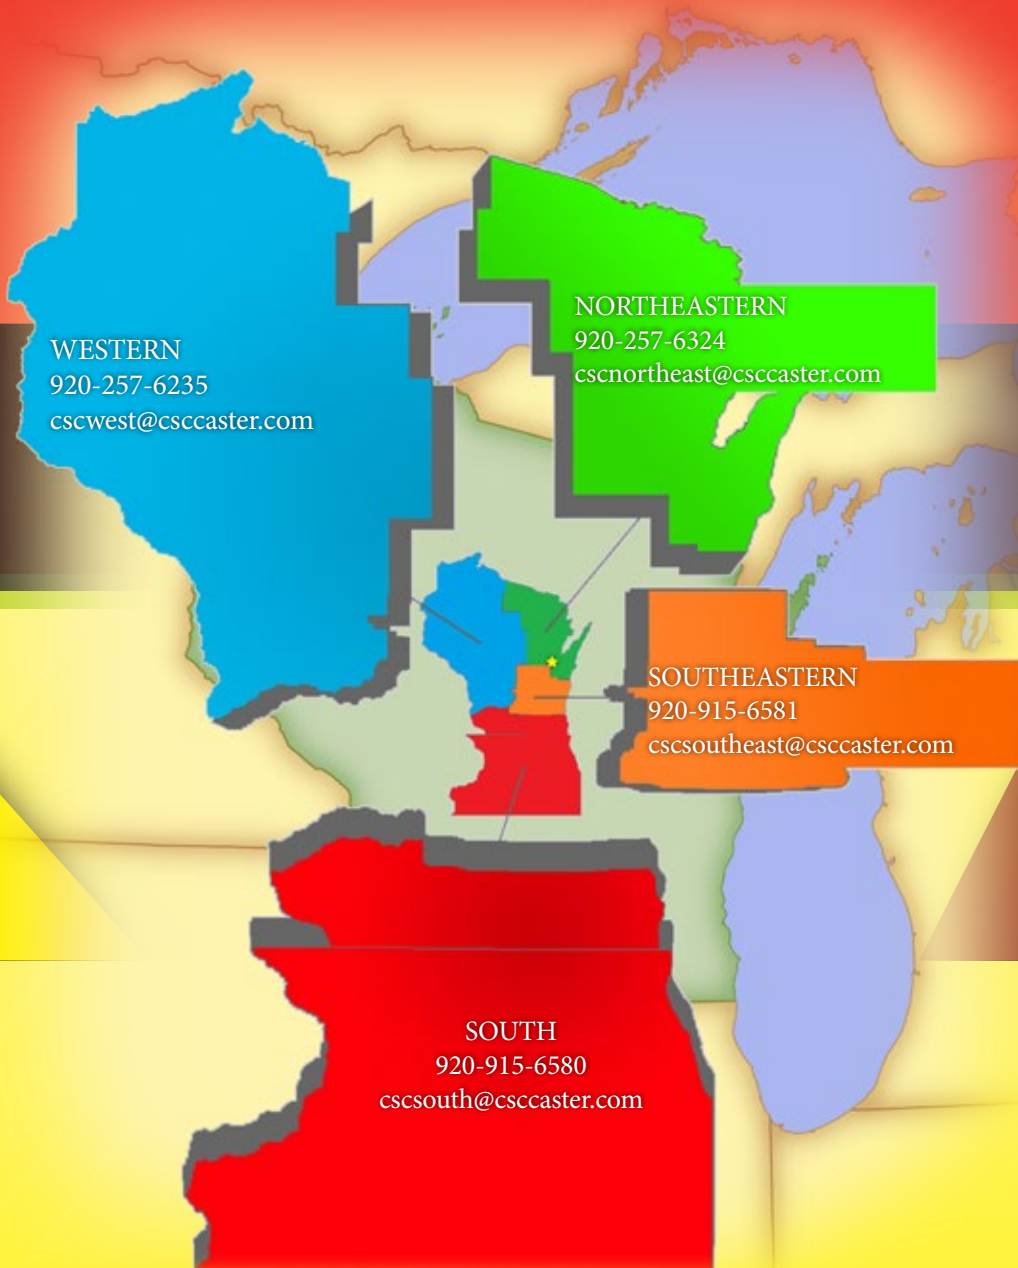 WESTERN
920-257-6235
cscwest@csccaster.com
NORTHEASTERN
920-257-6324
cscnortheast@csccaster.com
SOUTHEASTERN
920-915-6581
cscsoutheast@csccaster.com
SOUTH
920-915-6580
cscsouth@csccaster.com